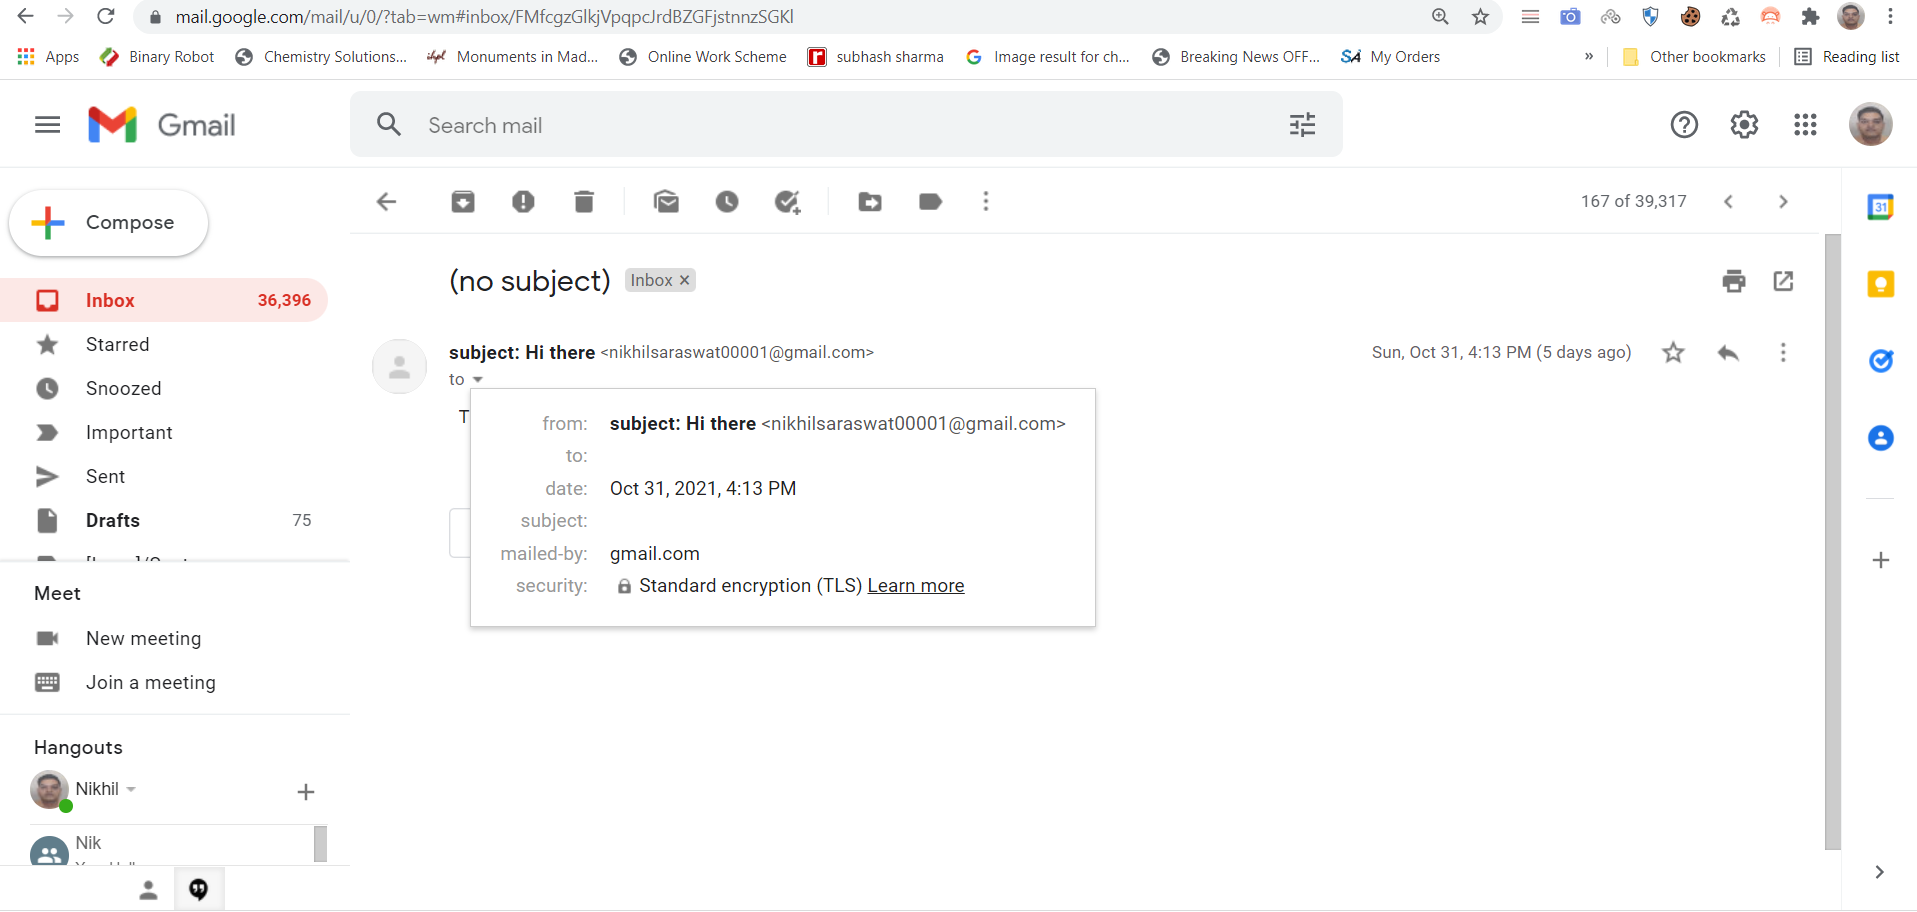 mail.google.com/mail/u/0/?tab=wm#inbox/FMfcgzGlkjVpqpcJrdBZGFjstnnzSGKl
Apps Binary Robot Chemistry Solutions... Monuments in Mad... Online Work Scheme subhash sharma Image result for ch... Breaking News OFF... SA My Orders » Other bookmarks Reading list
Gmail Search mail
Compose 167 of 39,317
31
(no subject) Inbox ×
Inbox 36,396
Starred
subject: Hi there <nikhilsaraswat00001@gmail.com> Sun, Oct 31, 4:13 PM (5 days ago)
to
Snoozed
T
from: subject: Hi there <nikhilsaraswat00001@gmail.com>
Important
to:
Sent
date: Oct 31, 2021, 4:13 PM
Drafts 75
subject:
mailed-by: gmail.com
security: Standard encryption (TLS) Learn more
Meet
New meeting
Join a meeting
Hangouts
Nikhil
Nik